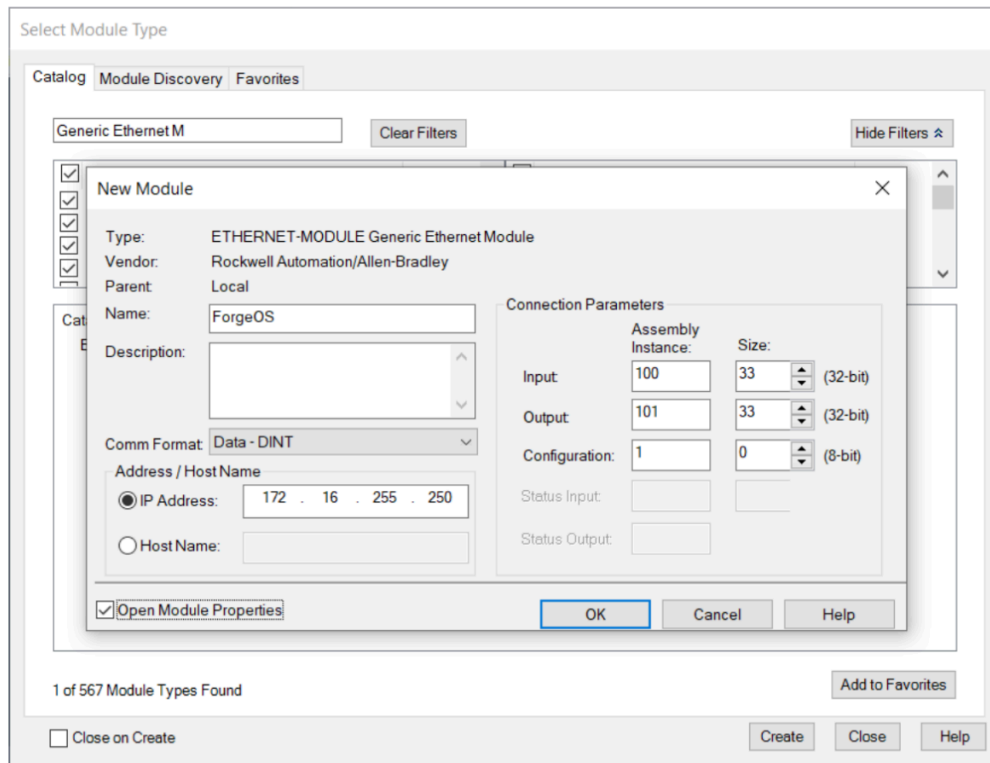 Select Module Type
Catalog Module Discovery Favorites
Generic Ethernet M Clear Filters Hide Filters
New Module
Type: ETHERNET-MODULE Generic Ethernet Module
Vendor: Rockwell Automation/Allen-Bradley
Parent: Local
Name: ForgeOS
Description:
Comm Format: Data - DINT
Address / Host Name
IP Address: 172 . 16 . 255 . 250
Host Name:
Open Module Properties
Connection Parameters
Assembly
Instance: Size:
Input: 100 33 (32-bit)
Output: 101 33 (32-bit)
Configuration: 1 0 (8-bit)
Status Input:
Status Output:
OK Cancel Help
1 of 567 Module Types Found
Add to Favorites
Close on Create
Create Close Help